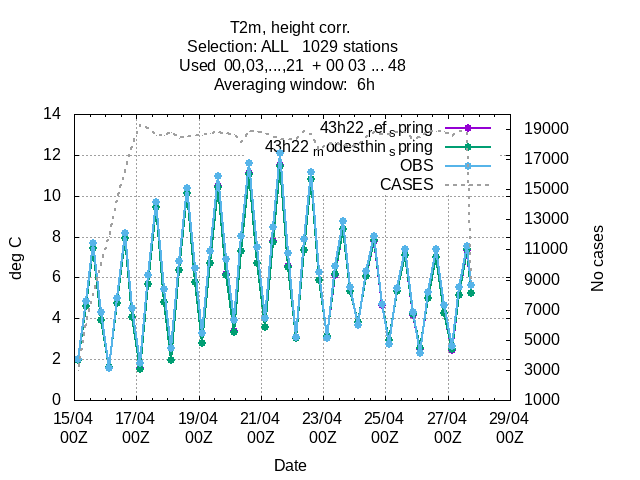 T2m, height corr.
Selection: ALL 1029 stations
Used 00,03,...,21 + 00 03 ... 48
Averaging window: 6h
14
12
10
8
6
4
2
0
deg C
43h22_ref_spring
43h22_modesthin_spring
OBS
CASES
19000
17000
15000
13000
11000
9000
7000
5000
3000
1000
No cases
15/04 17/04 19/04 21/04 23/04 25/04 27/04 29/04
00Z 00Z 00Z 00Z 00Z 00Z 00Z 00Z
Date